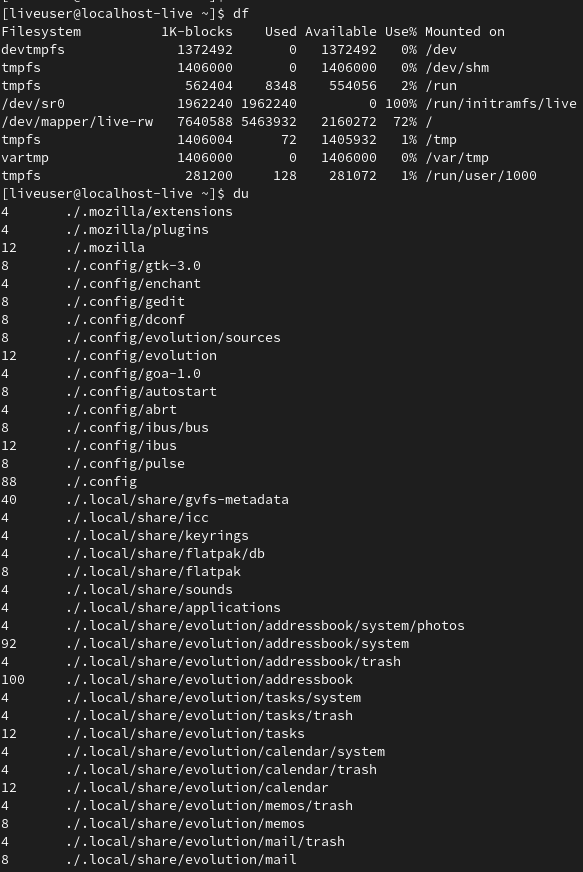 [liveuser@localhost-live ~]$ df
Filesystem 1K-blocks Used Available Use% Mounted on
devtmpfs 1372492 0 1372492 0% /dev
tmpfs 1406000 0 1406000 0% /dev/shm
tmpfs 562404 8348 554056 2% /run
/dev/sr0 1962240 1962240 0 100% /run/initramfs/live
/dev/mapper/live-rw 7640588 5463932 2160272 72% /
tmpfs 1406004 72 1405932 1% /tmp
vartmp 1406000 0 1406000 0% /var/tmp
tmpfs 281200 128 281072 1% /run/user/1000
[liveuser@localhost-live ~]$ du
4 ./.mozilla/extensions
4 ./.mozilla/plugins
12 ./.mozilla
8 ./.config/gtk-3.0
4 ./.config/enchant
8 ./.config/gedit
8 ./.config/dconf
8 ./.config/evolution/sources
12 ./.config/evolution
4 ./.config/goa-1.0
8 ./.config/autostart
4 ./.config/abrt
8 ./.config/ibus/bus
12 ./.config/ibus
8 ./.config/pulse
88 ./.config
40 ./.local/share/gvfs-metadata
4 ./.local/share/icc
4 ./.local/share/keyrings
4 ./.local/share/flatpak/db
8 ./.local/share/flatpak
4 ./.local/share/sounds
4 ./.local/share/applications
4 ./.local/share/evolution/addressbook/system/photos
92 ./.local/share/evolution/addressbook/system
4 ./.local/share/evolution/addressbook/trash
100 ./.local/share/evolution/addressbook
4 ./.local/share/evolution/tasks/system
4 ./.local/share/evolution/tasks/trash
12 ./.local/share/evolution/tasks
4 ./.local/share/evolution/calendar/system
4 ./.local/share/evolution/calendar/trash
12 ./.local/share/evolution/calendar
4 ./.local/share/evolution/memos/trash
8 ./.local/share/evolution/memos
4 ./.local/share/evolution/mail/trash
8 ./.local/share/evolution/mail